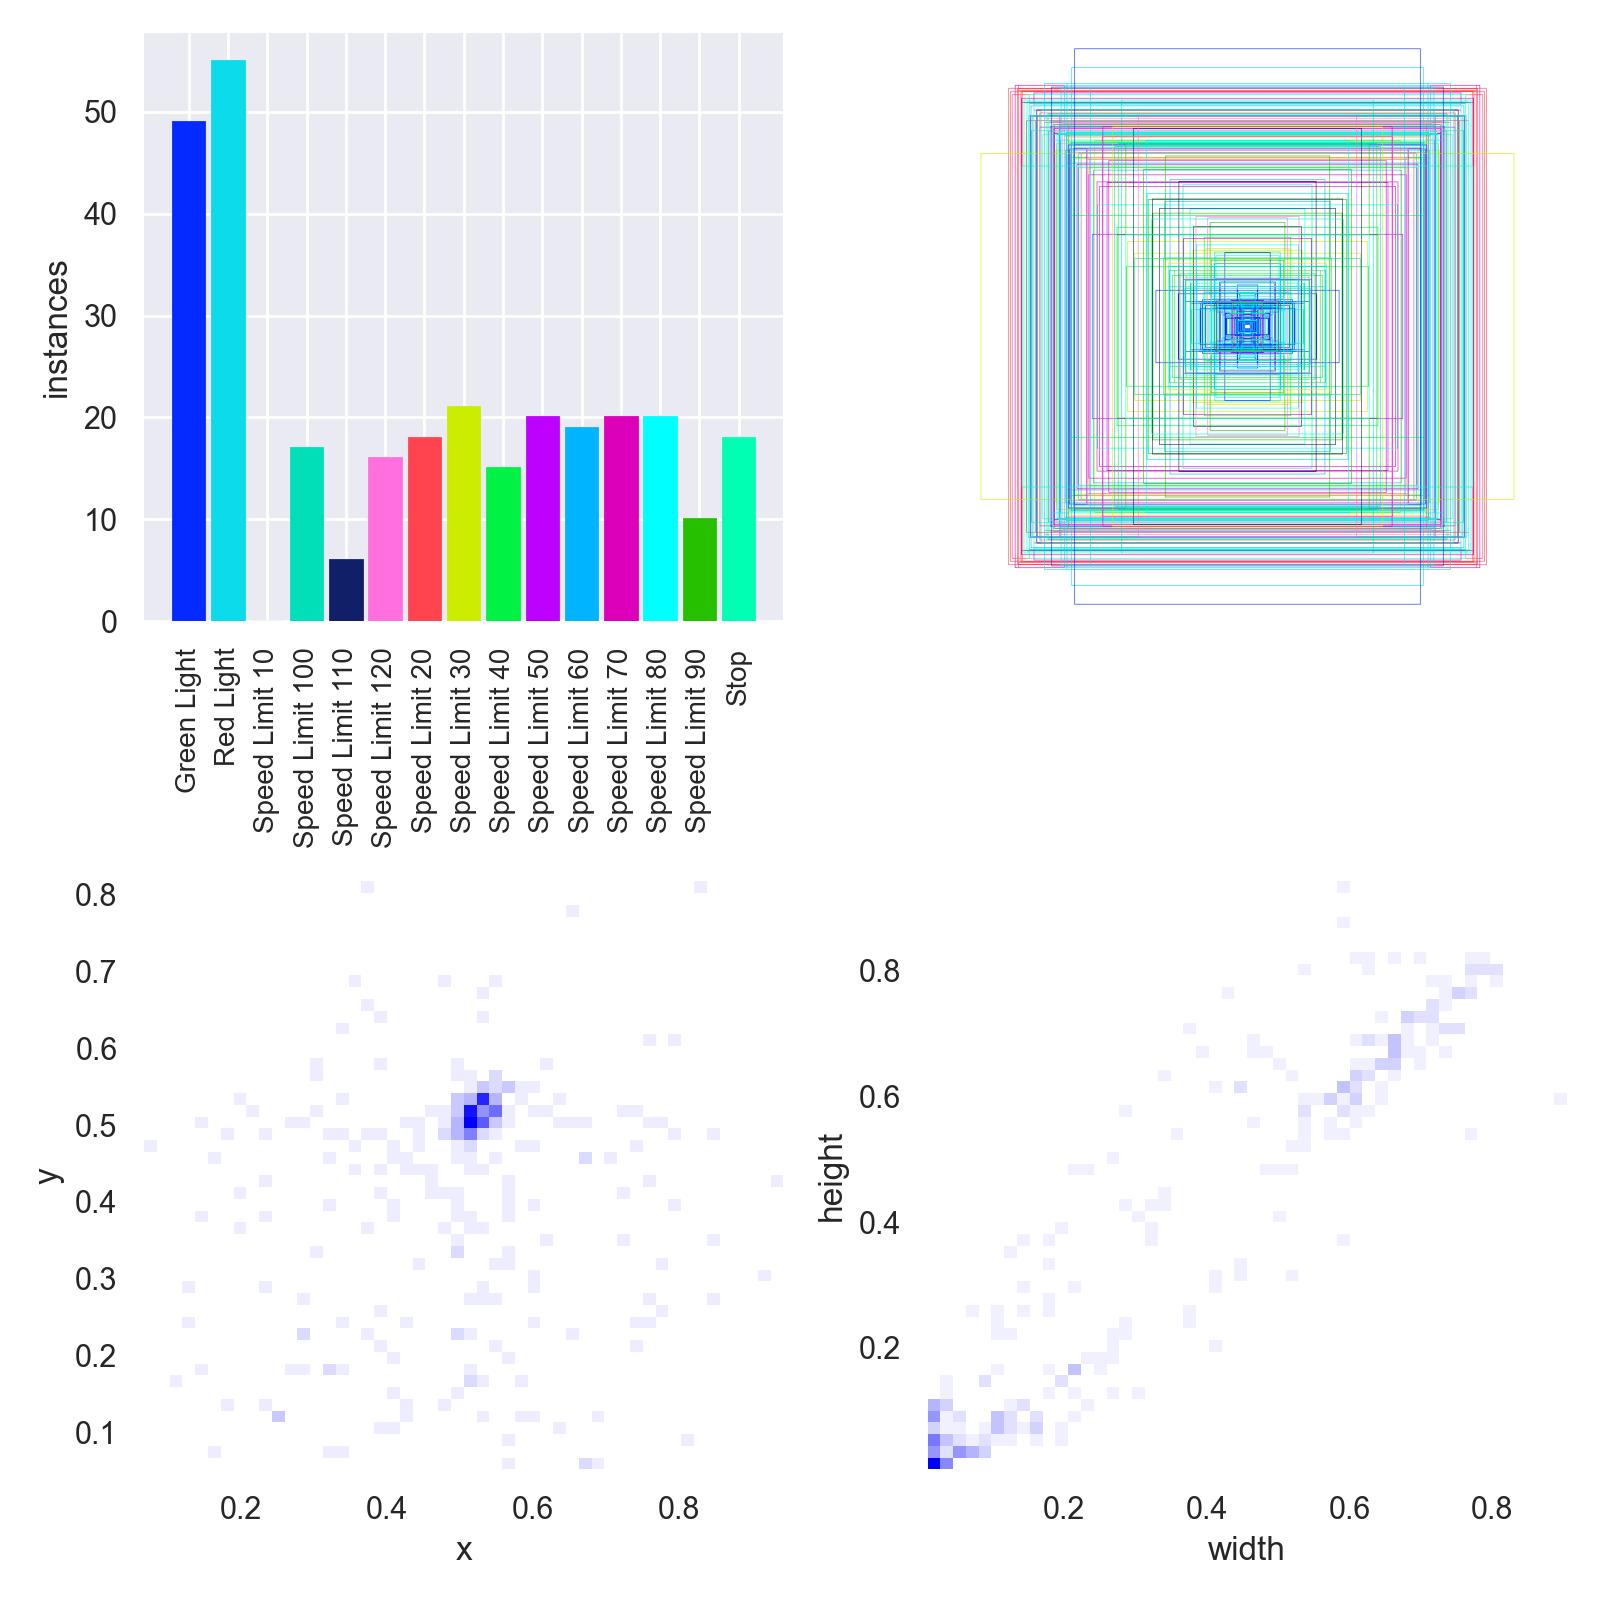 50
40
30
20
10
0
instances
Green Light
Red Light
Speed Limit 10
Speed Limit 100
Speed Limit 110
Speed Limit 120
Speed Limit 20
Speed Limit 30
Speed Limit 40
Speed Limit 50
Speed Limit 60
Speed Limit 70
Speed Limit 80
Speed Limit 90
Stop
0.8
0.7
0.6
0.5
0.4
0.3
0.2
0.1
y
0.2 0.4 0.6 0.8
x
0.8
0.6
0.4
0.2
height
0.2 0.4 0.6 0.8
width